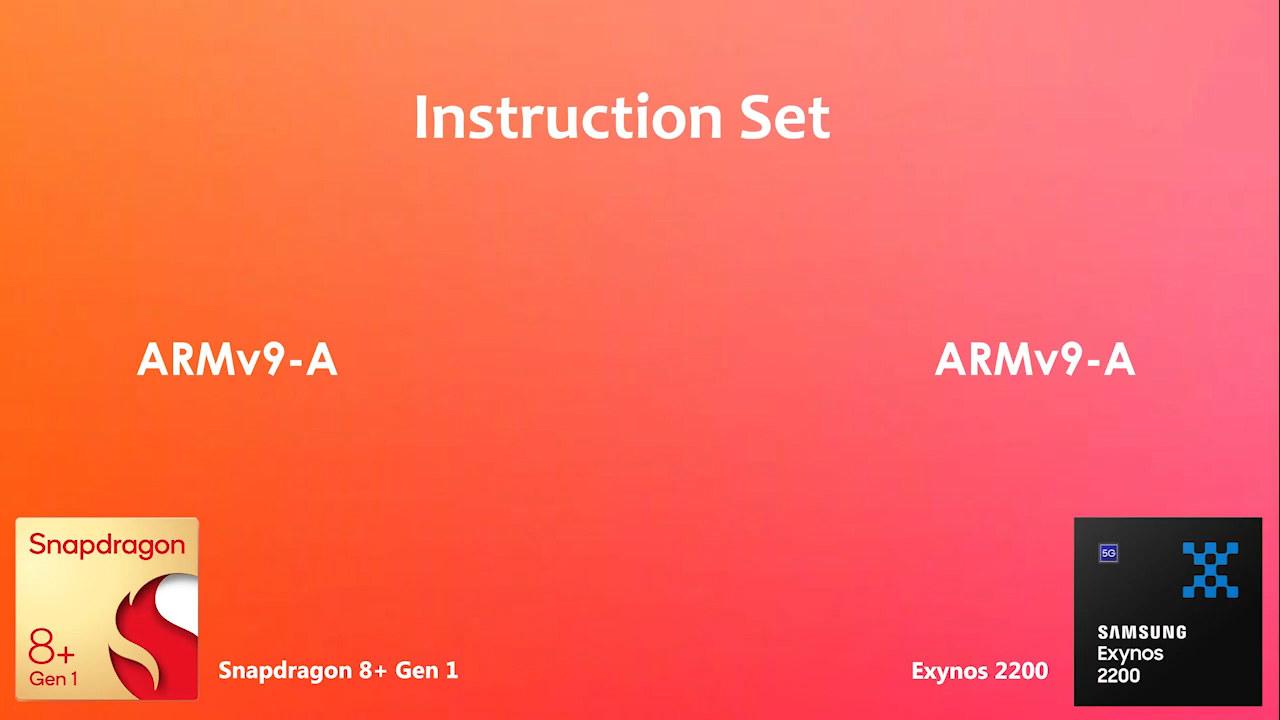 Instruction Set
ARMv9-A
ARMv9-A
Snapdragon
8+
Gen 1
Snapdragon 8+ Gen 1
Exynos 2200
5G
SAMSUNG
Exynos
2200